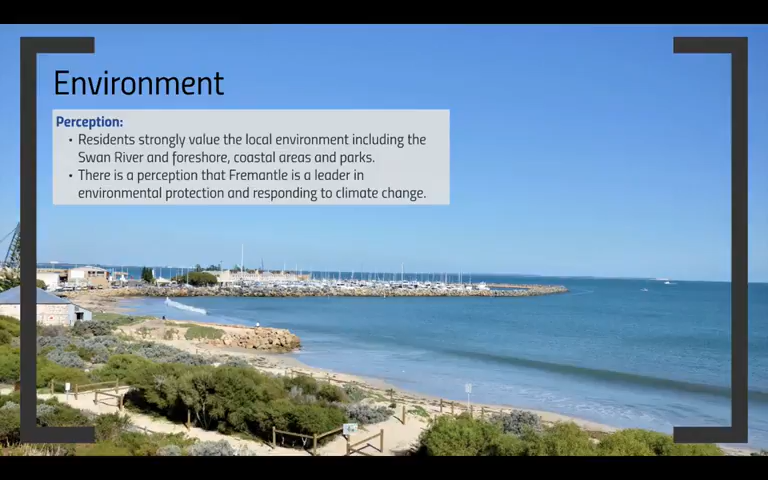 Environment
Perception:
• Residents strongly value the local environment including the
Swan River and foreshore, coastal areas and parks.
• There is a perception that Fremantle is a leader in
environmental protection and responding to climate change.